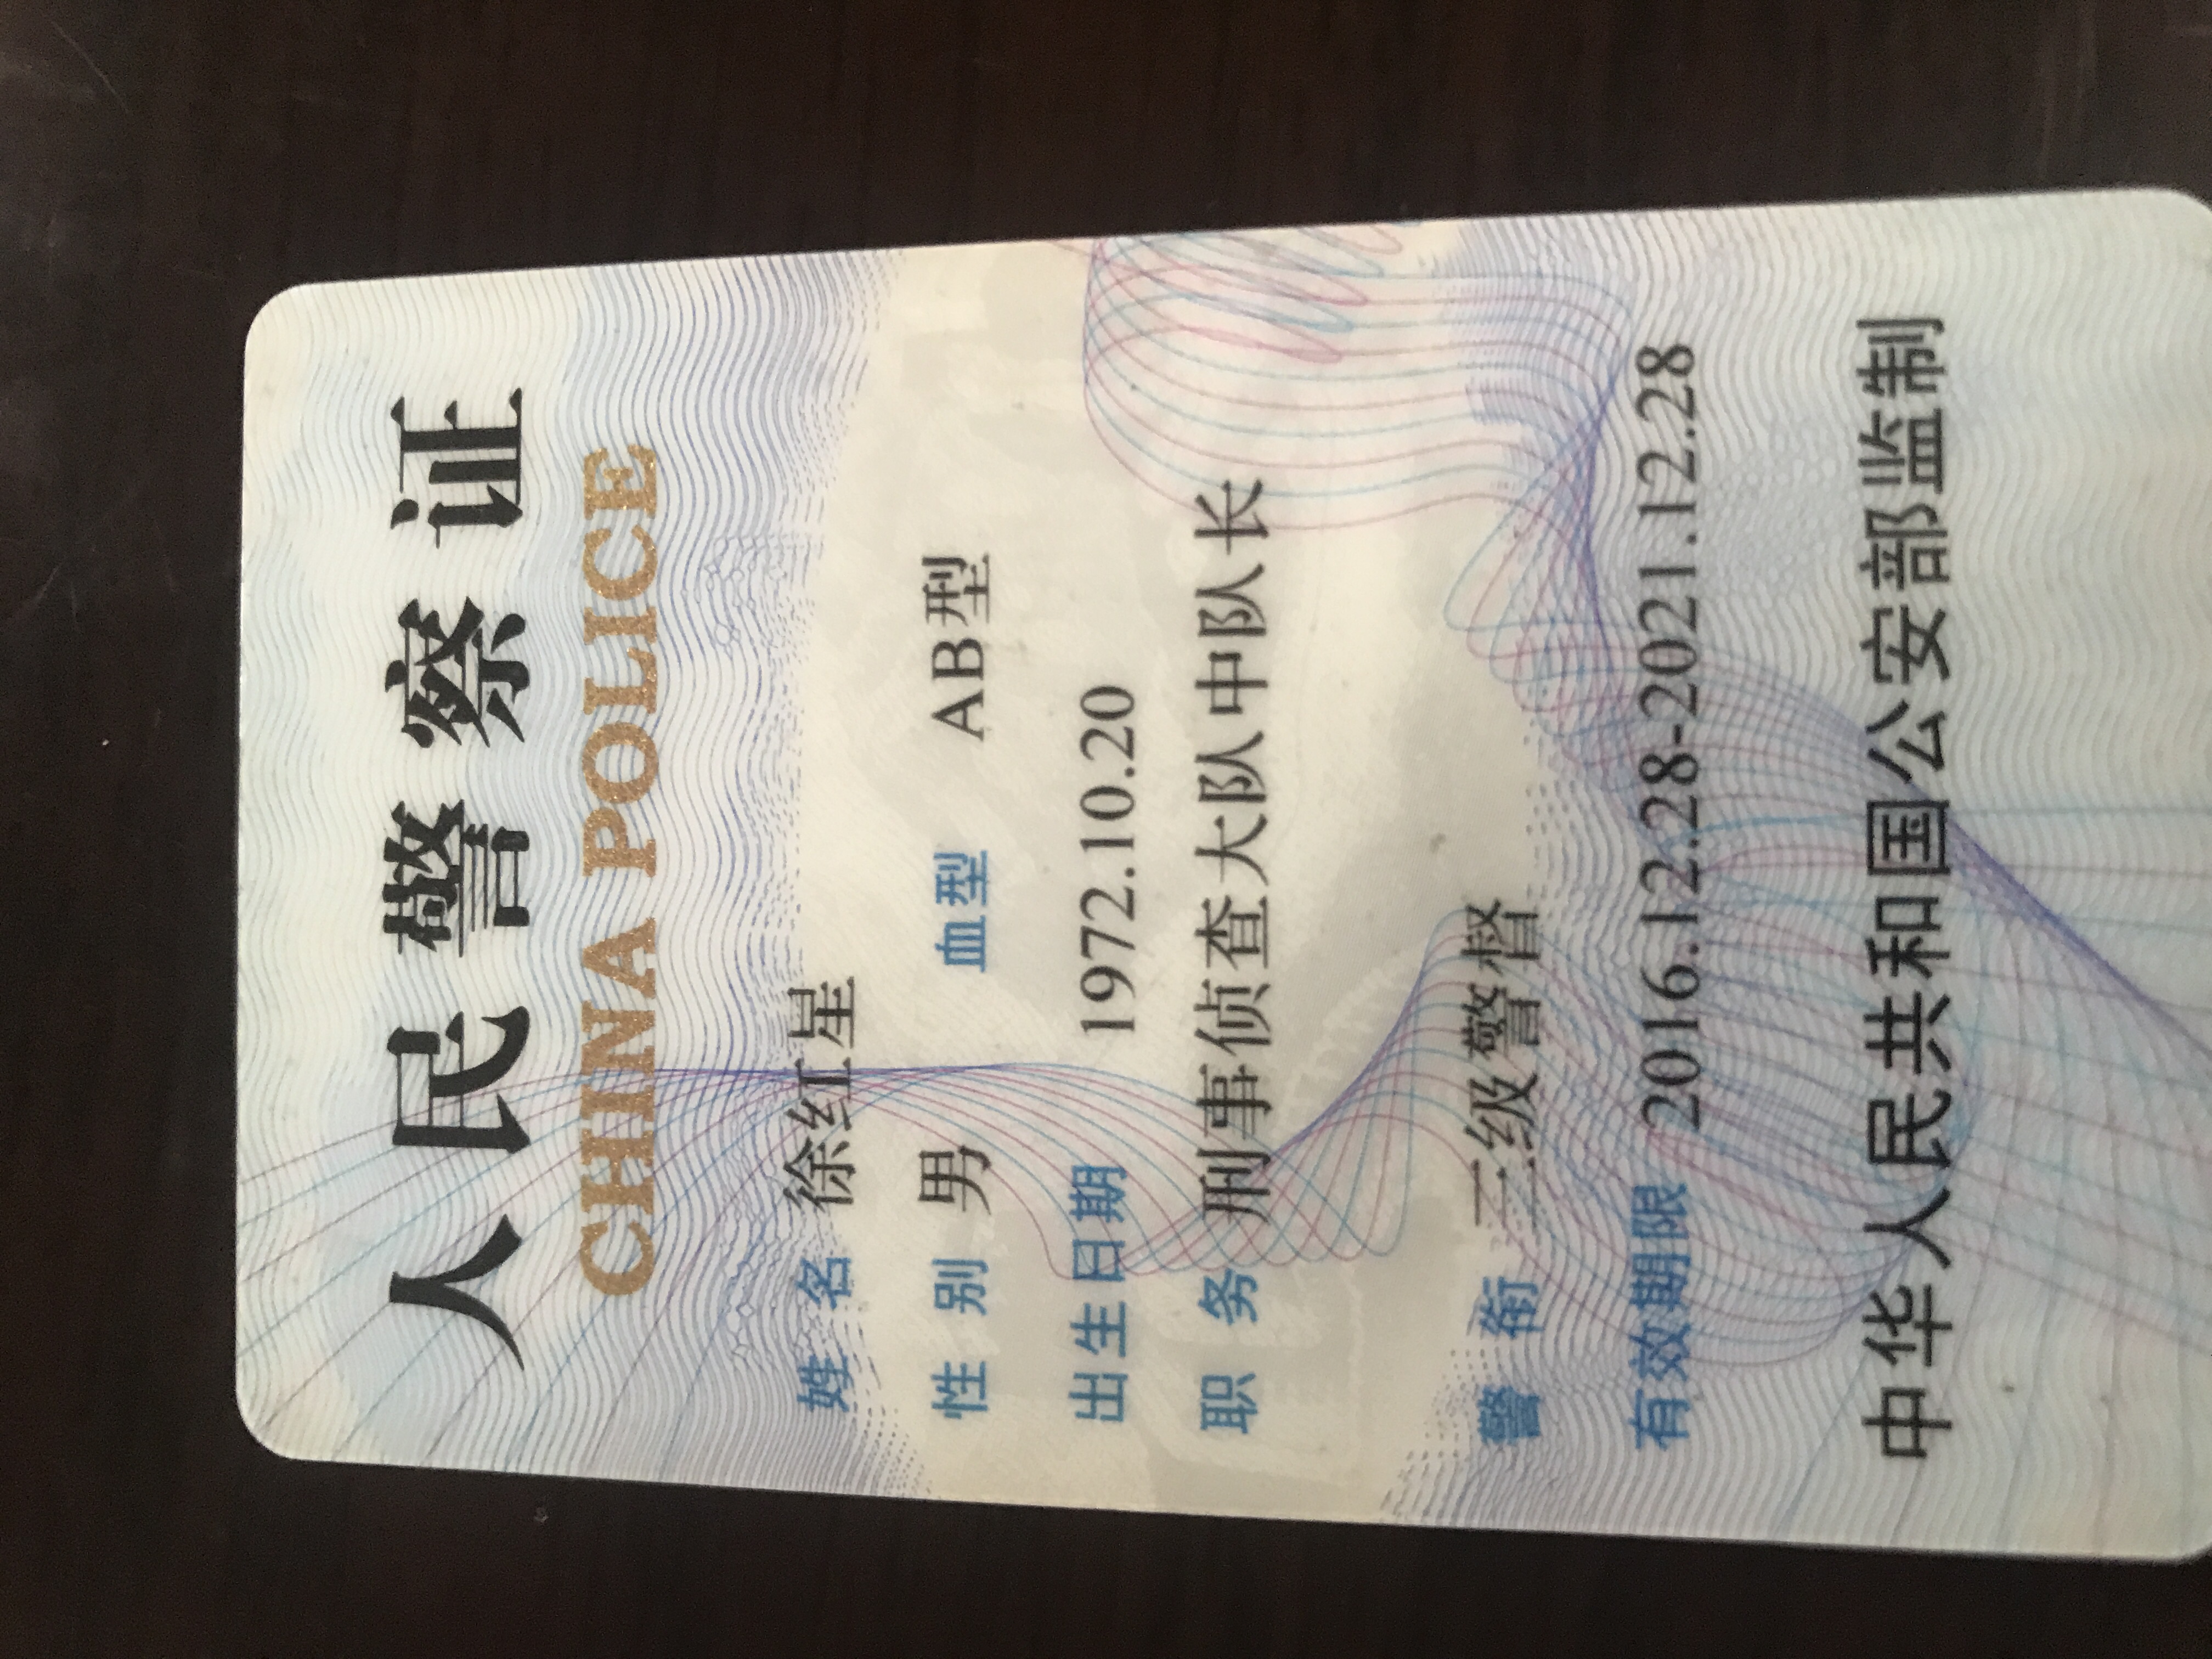 人民警察证
CHINA POLICE
姓名 徐红星
性别 男 血型 AB型
出生日期 1972.10.20
职务 刑事侦查大队中队长
警衔 三级警督
有效期限 2016.12.28-2021.12.28
中华人民共和国公安部监制